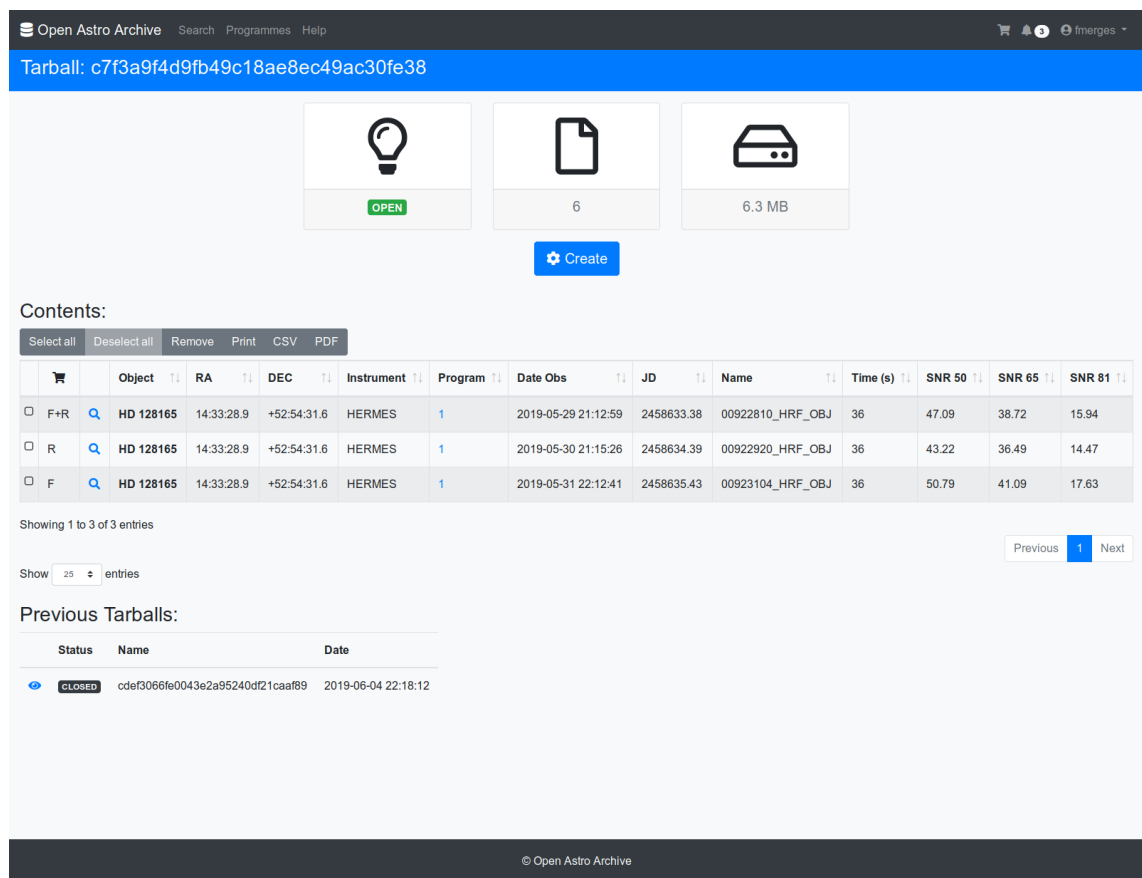 Open Astro Archive Search Programmes Help 3 fmerges
Tarball: c7f3a9f4d9fb49c18ae8ec49ac30fe38
OPEN 6 6.3 MB
Create
Contents:
Select all Deselect all Remove Print CSV PDF
Object RA DEC Instrument Program Date Obs JD Name Time (s) SNR 50 SNR 65 SNR 81
F+R HD 128165 14:33:28.9 +52:54:31.6 HERMES 1 2019-05-29 21:12:59 2458633.38 00922810_HRF_OBJ 36 47.09 38.72 15.94
R HD 128165 14:33:28.9 +52:54:31.6 HERMES 1 2019-05-30 21:15:26 2458634.39 00922920_HRF_OBJ 36 43.22 36.49 14.47
F HD 128165 14:33:28.9 +52:54:31.6 HERMES 1 2019-05-31 22:12:41 2458635.43 00923104_HRF_OBJ 36 50.79 41.09 17.63
Showing 1 to 3 of 3 entries
Previous 1 Next
Show 25 entries
Previous Tarballs:
Status Name Date
CLOSED cdef3066fe0043e2a95240df21caaf89 2019-06-04 22:18:12
© Open Astro Archive